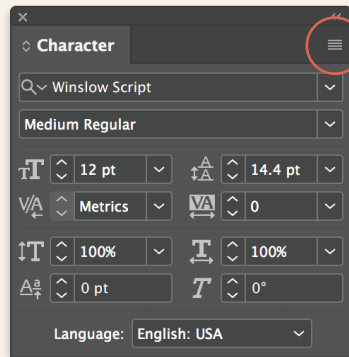 Character
Winslow Script
Medium Regular
12 pt 14.4 pt
Metrics 0
100% 100%
0 pt 0°
Language: English: USA